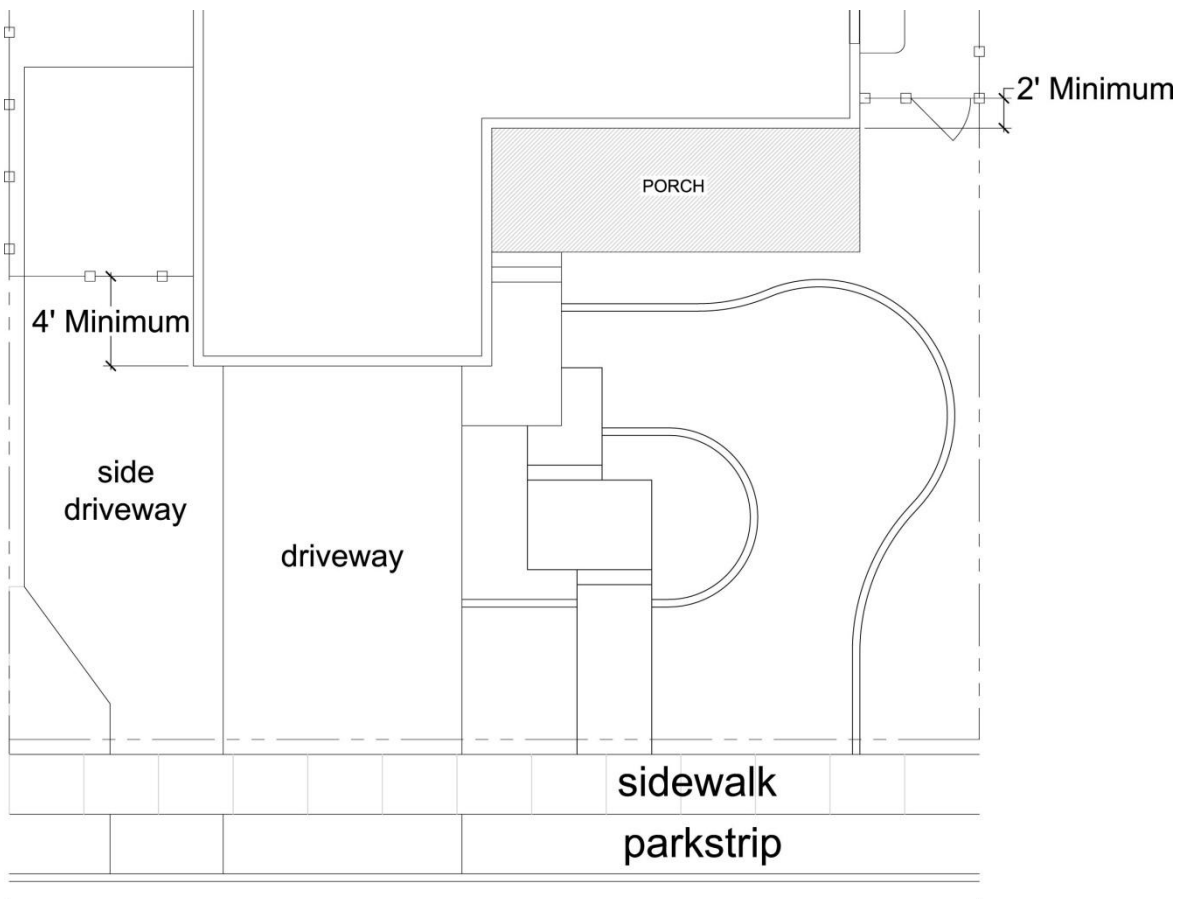 2' Minimum
PORCH
4' Minimum
side
driveway
driveway
sidewalk
parkstrip